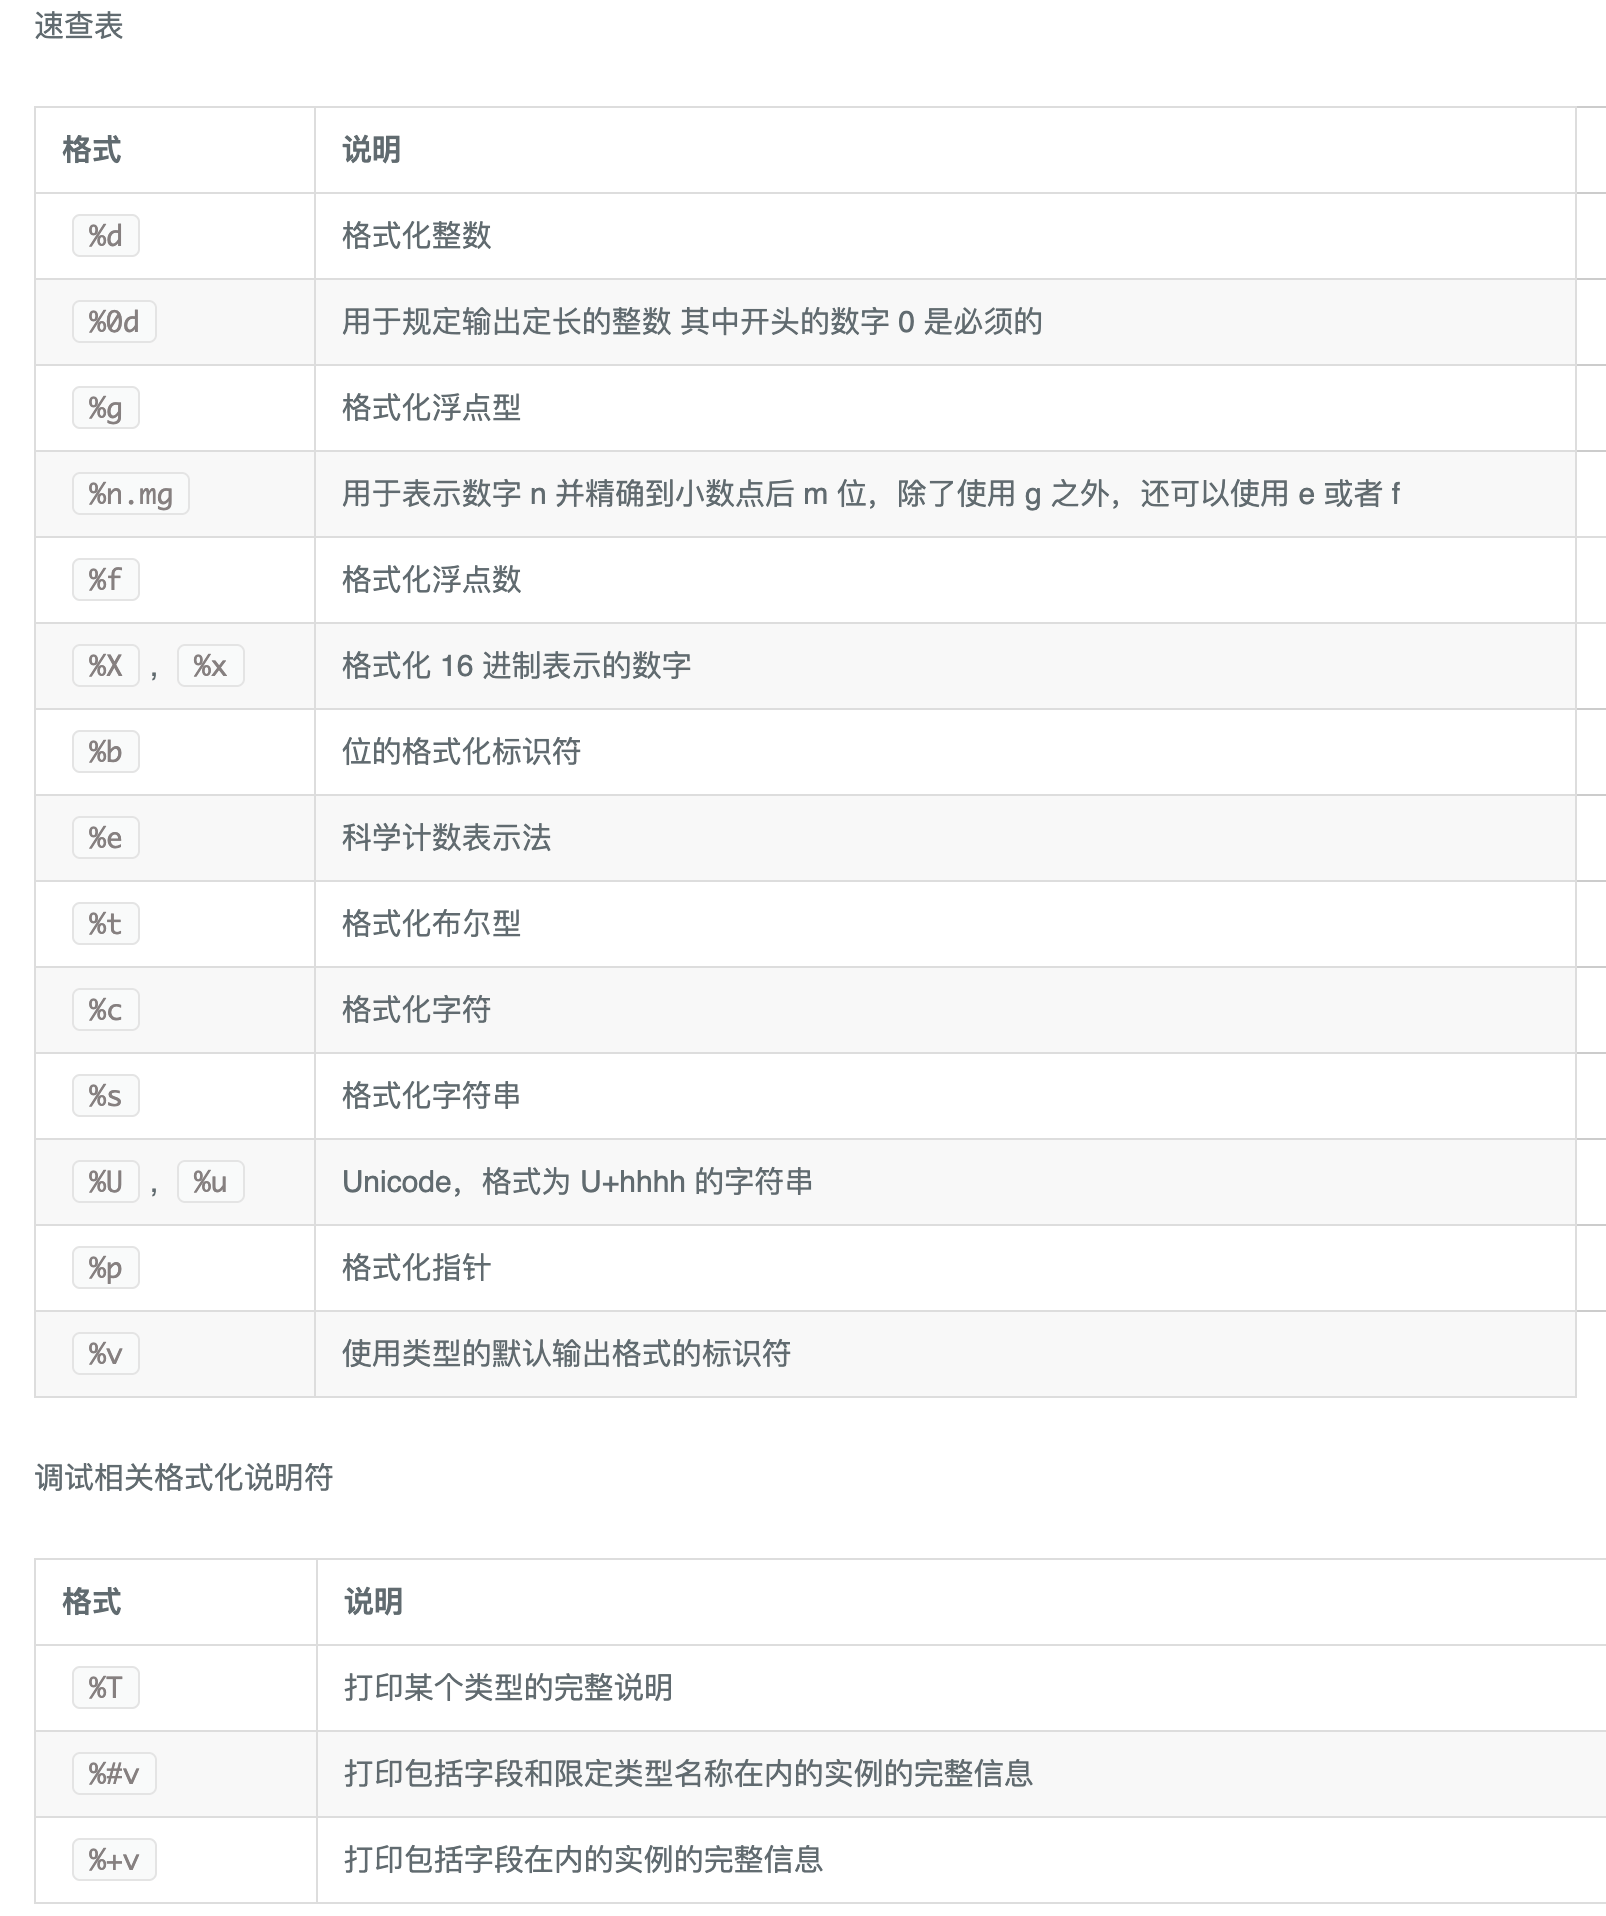 速查表
格式 说明
%d 格式化整数
%0d 用于规定输出定长的整数 其中开头的数字 0 是必须的
%g 格式化浮点型
%n.mg 用于表示数字 n 并精确到小数点后 m 位，除了使用 g 之外，还可以使用 e 或者 f
%f 格式化浮点数
%X , %x 格式化 16 进制表示的数字
%b 位的格式化标识符
%e 科学计数表示法
%t 格式化布尔型
%c 格式化字符
%s 格式化字符串
%U , %u Unicode，格式为 U+hhhh 的字符串
%p 格式化指针
%v 使用类型的默认输出格式的标识符
调试相关格式化说明符
格式 说明
%T 打印某个类型的完整说明
%#v 打印包括字段和限定类型名称在内的实例的完整信息
%+v 打印包括字段在内的实例的完整信息